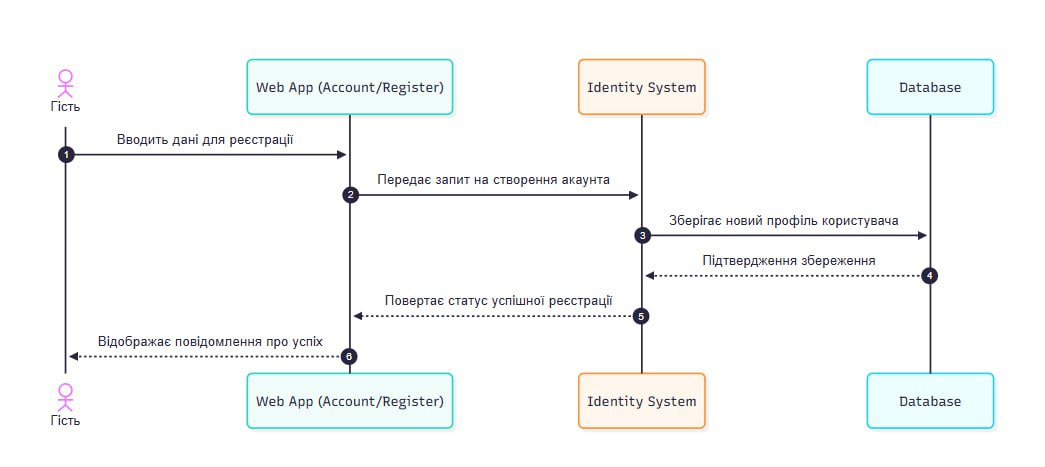 Гість
Web App (Account/Register)
Identity System
Database
Вводить дані для реєстрації
1
Передає запит на створення акаунта
2
Зберігає новий профіль користувача
3
Підтвердження збереження
4
Повертає статус успішної реєстрації
5
Відображає повідомлення про успіх
6
Гість
Web App (Account/Register)
Identity System
Database